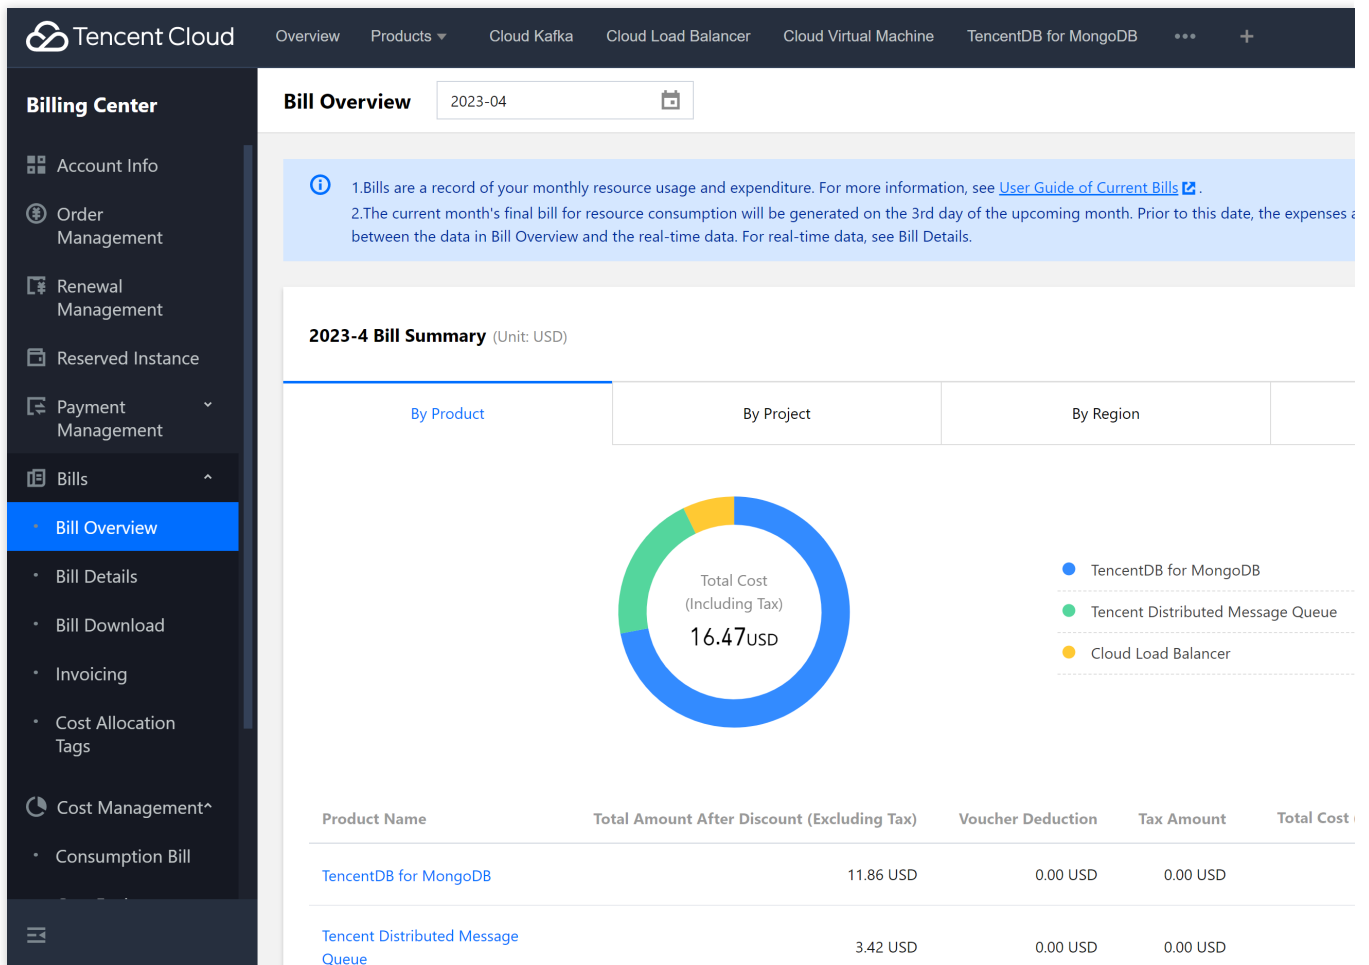 Tencent Cloud
Overview
Products
Cloud Kafka
Cloud Load Balancer
Cloud Virtual Machine
TencentDB for MongoDB
Billing Center
Account Info
Order
Management
Renewal
Management
Reserved Instance
Payment
Management
Bills
Bill Overview
Bill Details
Bill Download
Invoicing
Cost Allocation
Tags
Cost Management
Consumption Bill
Bill Overview
2023-04
1.Bills are a record of your monthly resource usage and expenditure. For more information, see User Guide of Current Bills .
2.The current month's final bill for resource consumption will be generated on the 3rd day of the upcoming month. Prior to this date, the expenses
between the data in Bill Overview and the real-time data. For real-time data, see Bill Details.
2023-4 Bill Summary (Unit: USD)
By Product
By Project
By Region
Total Cost
(Including Tax)
16.47USD
TencentDB for MongoDB
Tencent Distributed Message Queue
Cloud Load Balancer
Product Name
Total Amount After Discount (Excluding Tax)
Voucher Deduction
Tax Amount
Total Cost
TencentDB for MongoDB
11.86 USD
0.00 USD
0.00 USD
Tencent Distributed Message
Queue
3.42 USD
0.00 USD
0.00 USD